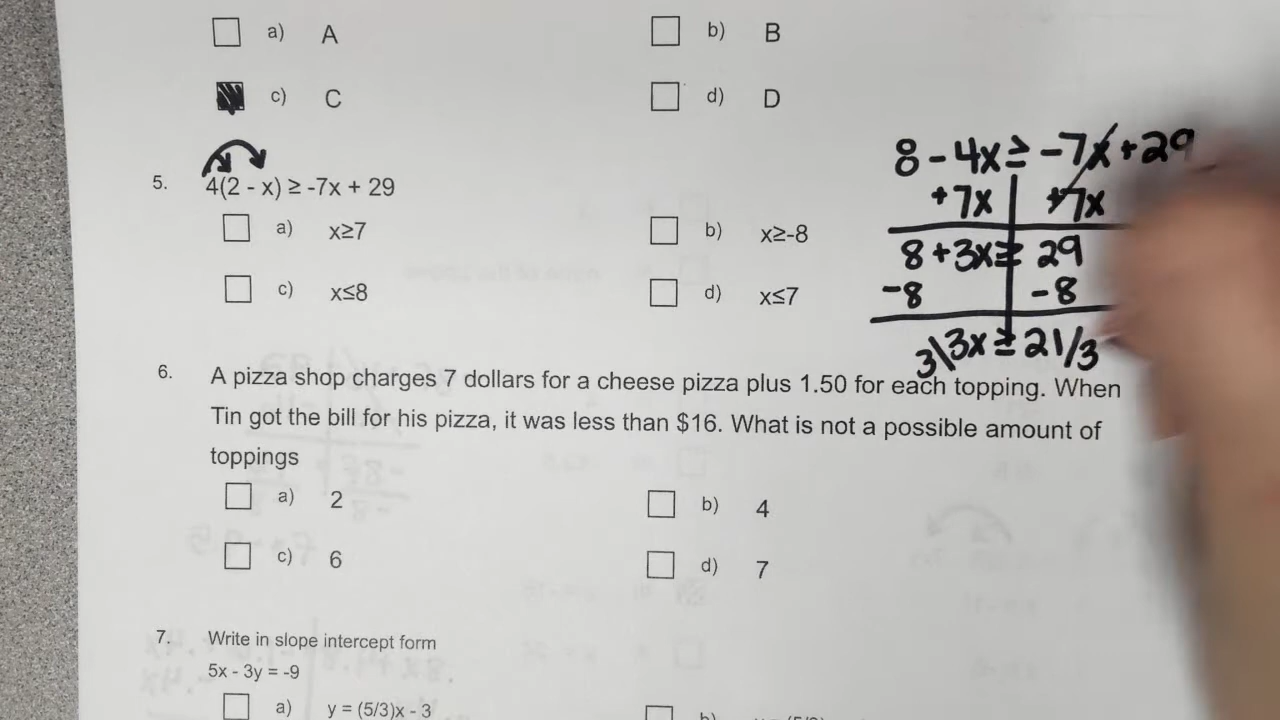 a) A b) B
c) C d) D
8 - 4x ≥ -7x + 29
+7x +7x
5. 4(2 - x) ≥ -7x + 29
a) x≥7 b) x≥-8
8 + 3x ≥ 29
c) x≤8 d) x≤7
-8 -8
3\3x ≥ 21/3
6. A pizza shop charges 7 dollars for a cheese pizza plus 1.50 for each topping. When
Tin got the bill for his pizza, it was less than $16. What is not a possible amount of
toppings
a) 2 b) 4
c) 6 d) 7
7. Write in slope intercept form
5x - 3y = -9
a) y = (5/3)x - 3